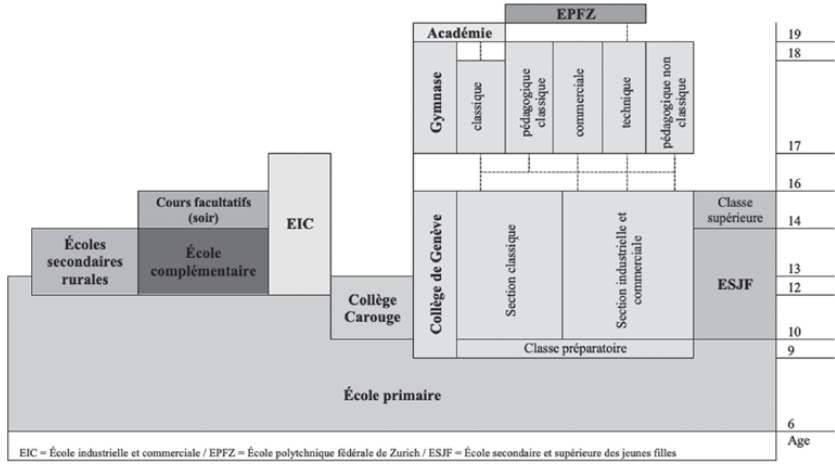 EPFZ
Académie
19
18
Gymnase
classique
pédagogique
classique
commerciale
technique
pédagogique non
classique
17
16
Cours facultatifs
(soir)
EIC
Classe
supérieure
14
Écoles
secondaires
rurales
École
complémentaire
Collège de Genève
Section classique
Section industrielle et
commerciale
ESJF
13
12
Collège
Carouge
10
Classe préparatoire
9
École primaire
6
Age
EIC = École industrielle et commerciale / EPFZ = École polytchnique fédérale de Zurich / ESJF = École secondaire et supérieure des jeunes filles